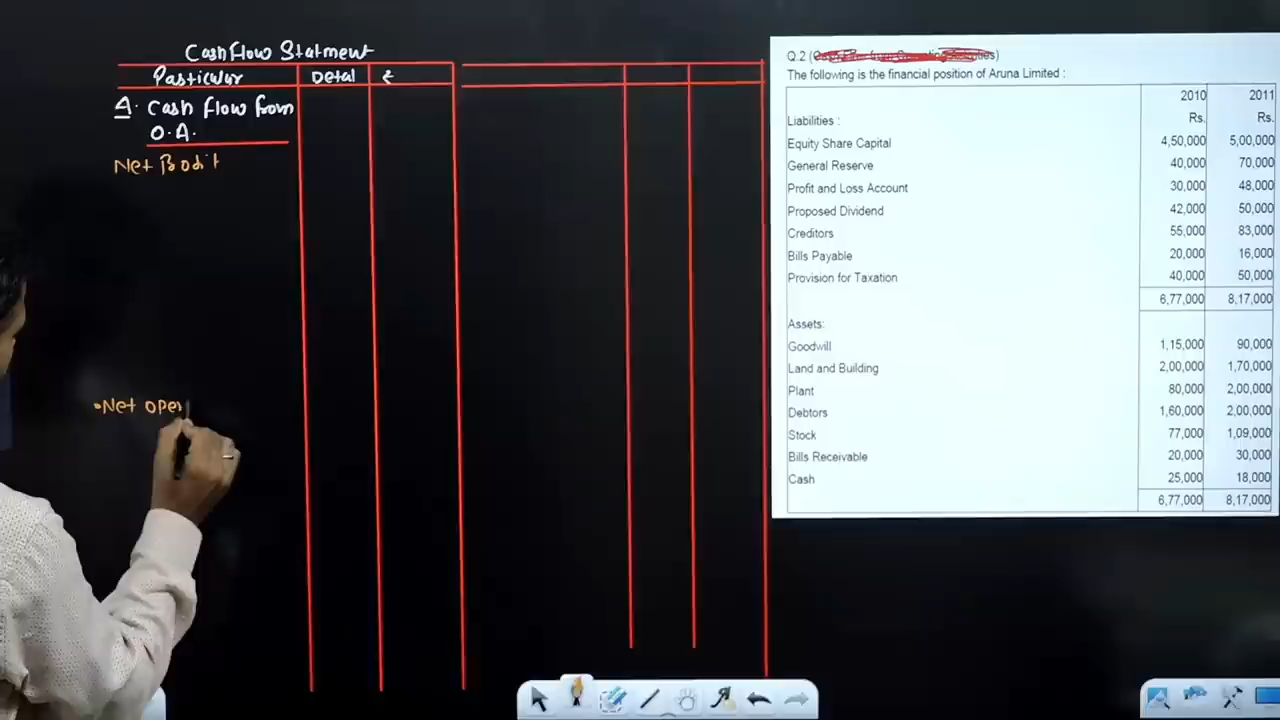 Cash Flow Statment
Particular Detal ₹
A. Cash flow from
O.A.
Net Profit
•Net oper
Q.2
The following is the financial position of Aruna Limited :
2010 2011
Rs. Rs.
Liabilities :
Equity Share Capital 4,50,000 5,00,000
General Reserve 40,000 70,000
Profit and Loss Account 30,000 48,000
Proposed Dividend 42,000 50,000
Creditors 55,000 83,000
Bills Payable 20,000 16,000
Provision for Taxation 40,000 50,000
6,77,000 8,17,000
Assets:
Goodwill 1,15,000 90,000
Land and Building 2,00,000 1,70,000
Plant 80,000 2,00,000
Debtors 1,60,000 2,00,000
Stock 77,000 1,09,000
Bills Receivable 20,000 30,000
Cash 25,000 18,000
6,77,000 8,17,000